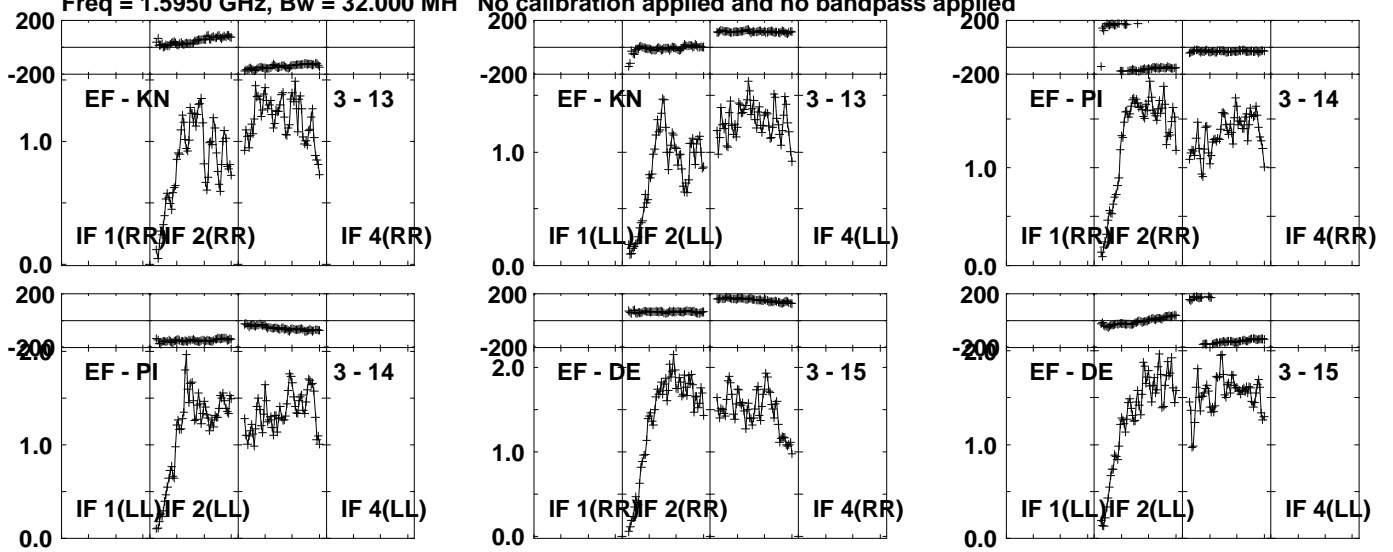 Freq = 1.5950 GHz, Bw = 32.000 MH No calibration applied and no bandpass applied
200
-200
EF - KN 3 - 13
1.0
IF 1(RR) IF 2(RR) IF 4(RR)
0.0
200
-200
EF - KN 3 - 13
1.0
IF 1(LL) IF 2(LL) IF 4(LL)
0.0
200
-200
EF - PI 3 - 14
1.0
IF 1(RR) IF 2(RR) IF 4(RR)
0.0
200
-200
2.0
EF - PI 3 - 14
1.0
IF 1(LL) IF 2(LL) IF 4(LL)
0.0
200
-200
EF - DE 3 - 15
2.0
1.0
IF 1(RR) IF 2(RR) IF 4(RR)
0.0
200
-200
2.0
EF - DE 3 - 15
1.0
IF 1(LL) IF 2(LL) IF 4(LL)
0.0